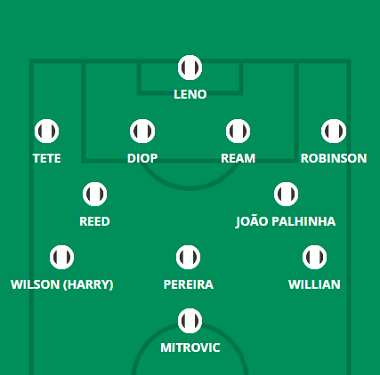 LENO
TETE DIOP REAM ROBINSON
REED JOÃO PALHINHA
WILSON (HARRY) PEREIRA WILLIAN
MITROVIC